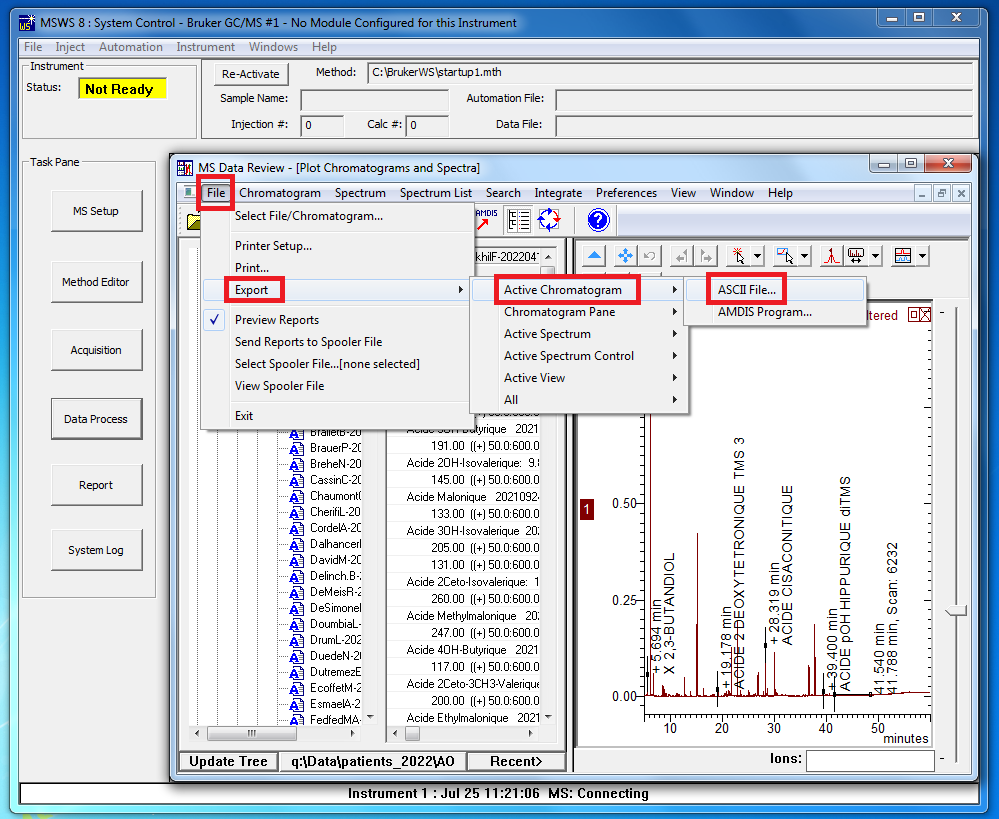 MSWS 8 : System Control - Bruker GC/MS #1 - No Module Configured for this Instrument
File Inject Automation Instrument Windows Help
Instrument
Status: Not Ready
Re-Activate Method: C:\BrukerWS\startup1.mth
Sample Name: Automation File:
Injection #: 0 Calc #: 0 Data File:
Task Pane
MS Setup
Method Editor
Acquisition
Data Process
Report
System Log
MS Data Review - [Plot Chromatograms and Spectra]
File Chromatogram Spectrum Spectrum List Search Integrate Preferences View Window Help
AMDIS
Select File/Chromatogram...
Printer Setup...
Print...
Export
Preview Reports
Send Reports to Spooler File
Select Spooler File...[none selected]
View Spooler File
Exit
Active Chromatogram
Chromatogram Pane
Active Spectrum
Active Spectrum Control
Active View
All
ASCII File...
AMDIS Program...
khilF-202204
tered
BralletB-20
BrauerP-20
BreheN-202
CassinC-20
Chaumont0
CherifiL-202
CordelA-20
Dalhancerl
DavidM-20
Delinch.B-2
DeMeisR-2
DeSimonel
DoumbiaL-
DrumL-202
DuedeN-20
Dutremez
EcoffetM-2
EsmaelA-2
FedfedMA-
Acide 3OH-Butyrique 2021
191.00 ((+) 50.0:600.0
Acide 2OH-Isovalerique: 9.8
145.00 ((+) 50.0:600.0
Acide Malonique 2021092
133.00 ((+) 50.0:600.0
Acide 3OH-Isovalerique 202
205.00 ((+) 50.0:600.0
131.00 ((+) 50.0:600.0
Acide 2Ceto-Isovalerique: 1
260.00 ((+) 50.0:600.0
Acide Methylmalonique 20
247.00 ((+) 50.0:600.0
Acide 4OH-Butyrique 2021
117.00 ((+) 50.0:600.0
Acide 2Ceto-3CH3-Valerique
200.00 ((+) 50.0:600.0
Acide Ethylmalonique 2021
1
0.50
0.25
0.00
+ 5.694 min
X 2,3-BUTANDIOL
+ 19.178 min
ACIDE 2 DEOXYTETRONIQUE TMS 3
+ 28.319 min
ACIDE CISACONITIQUE
+ 39.400 min
ACIDE pOH HIPPURIQUE diTMS
41.540 min
41.788 min, Scan: 6232
10 20 30 40 50
minutes
Ions:
Update Tree q:\Data\patients_2022\AO Recent>
Instrument 1 : Jul 25 11:21:06 MS: Connecting